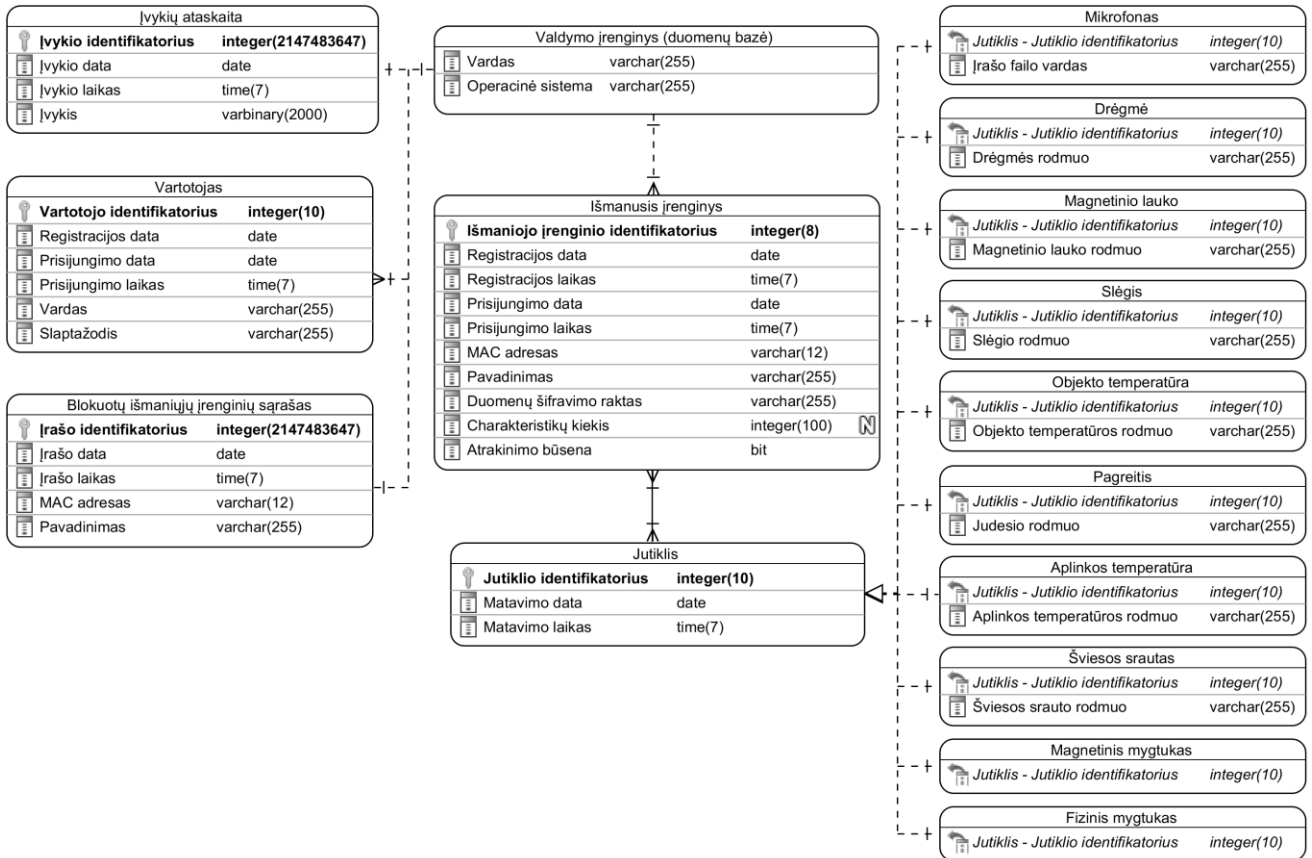 Įvykių ataskaita
Įvykio identifikatorius integer(2147483647)
Įvykio data date
Įvykio laikas time(7)
Įvykis varbinary(2000)
Vartotojas
Vartotojo identifikatorius integer(10)
Registracijos data date
Prisijungimo data date
Prisijungimo laikas time(7)
Vardas varchar(255)
Slaptažodis varchar(255)
Blokuotų išmaniųjų įrenginių sąrašas
Įrašo identifikatorius integer(2147483647)
Įrašo data date
Įrašo laikas time(7)
MAC adresas varchar(12)
Pavadinimas varchar(255)
Valdymo įrenginys (duomenų bazė)
Vardas varchar(255)
Operacinė sistema varchar(255)
Išmanusis įrenginys
Išmaniojo įrenginio identifikatorius integer(8)
Registracijos data date
Registracijos laikas time(7)
Prisijungimo data date
Prisijungimo laikas time(7)
MAC adresas varchar(12)
Pavadinimas varchar(255)
Duomenų šifravimo raktas varchar(255)
Charakteristikų kiekis integer(100) N
Atrakinimo būsena bit
Jutiklis
Jutiklio identifikatorius integer(10)
Matavimo data date
Matavimo laikas time(7)
Mikrofonas
Jutiklis - Jutiklio identifikatorius integer(10)
Įrašo failo vardas varchar(255)
Drėgmė
Jutiklis - Jutiklio identifikatorius integer(10)
Drėgmės rodmuo varchar(255)
Magnetinio lauko
Jutiklis - Jutiklio identifikatorius integer(10)
Magnetinio lauko rodmuo varchar(255)
Slėgis
Jutiklis - Jutiklio identifikatorius integer(10)
Slėgio rodmuo varchar(255)
Objekto temperatūra
Jutiklis - Jutiklio identifikatorius integer(10)
Objekto temperatūros rodmuo varchar(255)
Pagreitis
Jutiklis - Jutiklio identifikatorius integer(10)
Judesio rodmuo varchar(255)
Aplinkos temperatūra
Jutiklis - Jutiklio identifikatorius integer(10)
Aplinkos temperatūros rodmuo varchar(255)
Šviesos srautas
Jutiklis - Jutiklio identifikatorius integer(10)
Šviesos srauto rodmuo varchar(255)
Magnetinis mygtukas
Jutiklis - Jutiklio identifikatorius integer(10)
Fizinis mygtukas
Jutiklis - Jutiklio identifikatorius integer(10)